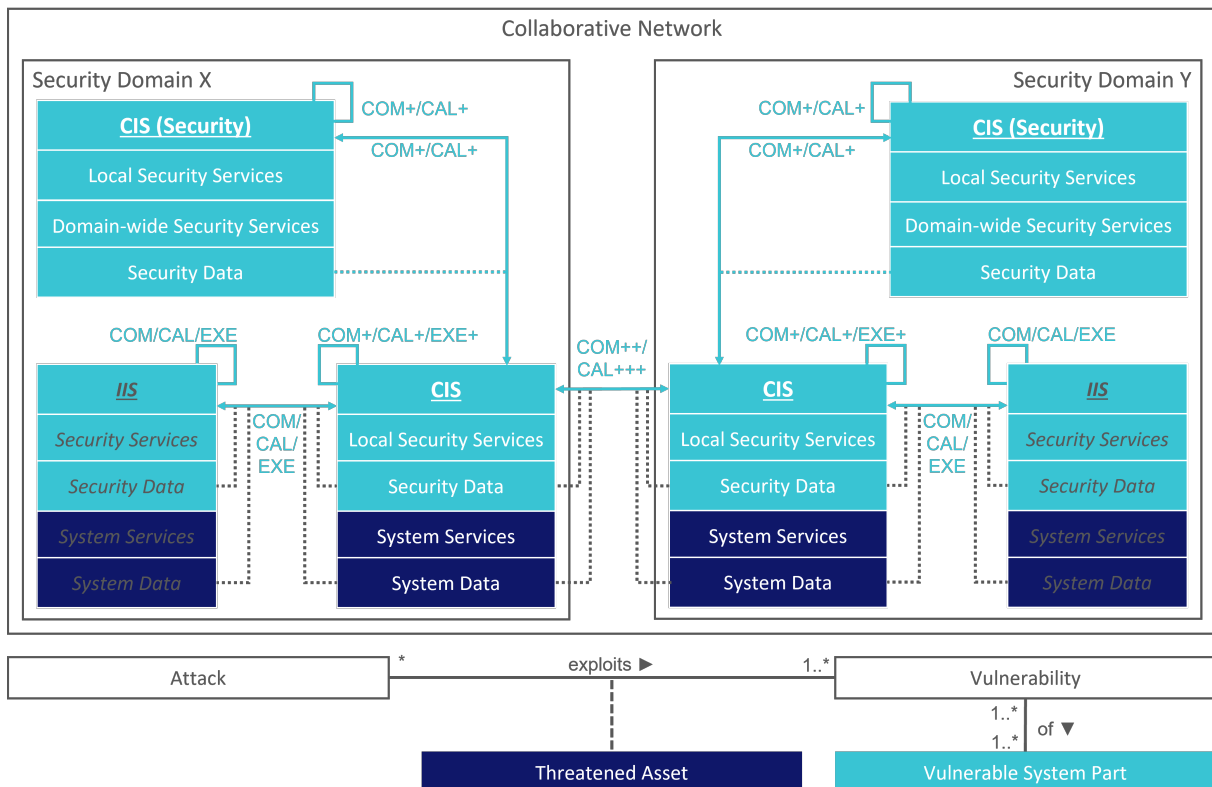 Collaborative Network
Security Domain X
CIS (Security)
Local Security Services
Domain-wide Security Services
Security Data
COM+/CAL+
COM+/CAL+
Security Domain Y
COM+/CAL+
COM+/CAL+
CIS (Security)
Local Security Services
Domain-wide Security Services
Security Data
COM/CAL/EXE
IIS
Security Services
Security Data
System Services
System Data
COM/
CAL/
EXE
COM+/CAL+/EXE+
CIS
Local Security Services
Security Data
System Services
System Data
COM++/
CAL+++
COM+/CAL+/EXE+
CIS
Local Security Services
Security Data
System Services
System Data
COM/
CAL/
EXE
COM/CAL/EXE
IIS
Security Services
Security Data
System Services
System Data
Attack
*
exploits ►
1..*
Vulnerability
1..*
of ▼
1..*
Threatened Asset
Vulnerable System Part